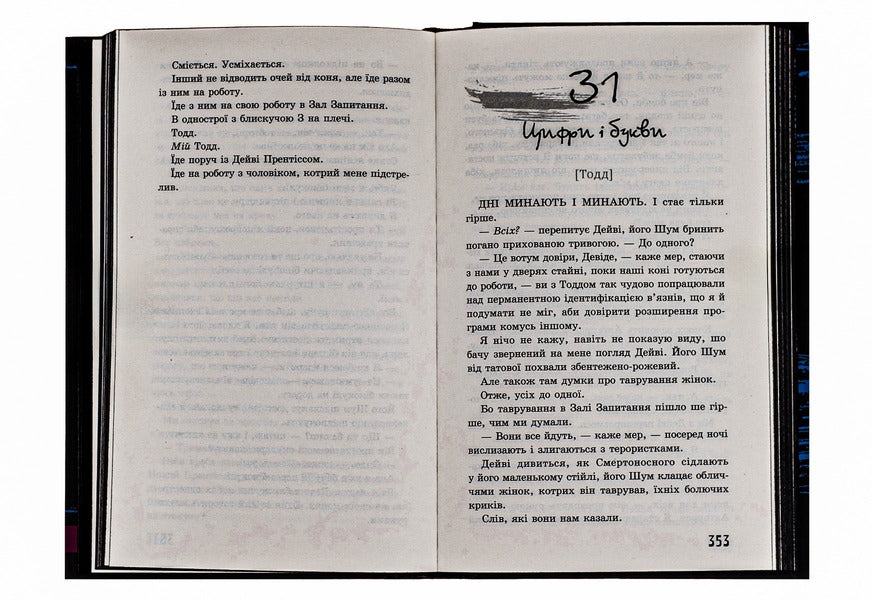 Сміється. Усміхається.
Інший не відводить очей від коня, але їде разом
із ним на роботу.
Їде з ним на свою роботу в Зал Запитання.
В однострої з блискучою З на плечі.
Тодд.
Мій Тодд.
Їде поруч із Дейві Прентіссом.
Їде на роботу з чоловіком, котрий мене підстре-
лив.
31
Цифри і букви
[Тодд]
ДНІ МИНАЮТЬ І МИНАЮТЬ. І стає тільки
гірше.
— Всіх? — перепитує Дейві, його Шум бринить
погано прихованою тривогою. — До одного?
— Це вотум довіри, Девіде, — каже мер, стаючи
з нами у дверях стайні, поки наші коні готуються
до роботи, — ви з Тоддом так чудово попрацювали
над перманентною ідентифікацією в’язнів, що я й
подумати не міг, аби довірити розширення про-
грами комусь іншому.
Я нічо не кажу, навіть не показую виду, шо
бачу звернений на мене погляд Дейві. Його Шум
від татової похвали збентежено-рожевий.
Але також там думки про таврування жінок.
Отже, усіх до одної.
Бо таврування в Залі Запитання пішло ше гір-
ше, чим ми думали.
— Вони все йдуть, — каже мер, — посеред ночі
вислизають і злигаються з терористками.
Дейві дивиться, як Смертоносного сідлають
у його маленькому стійлі, його Шум клацає облич-
чями жінок, котрих він таврував, їхніх болючих
криків.
Слів, які вони нам казали.
353